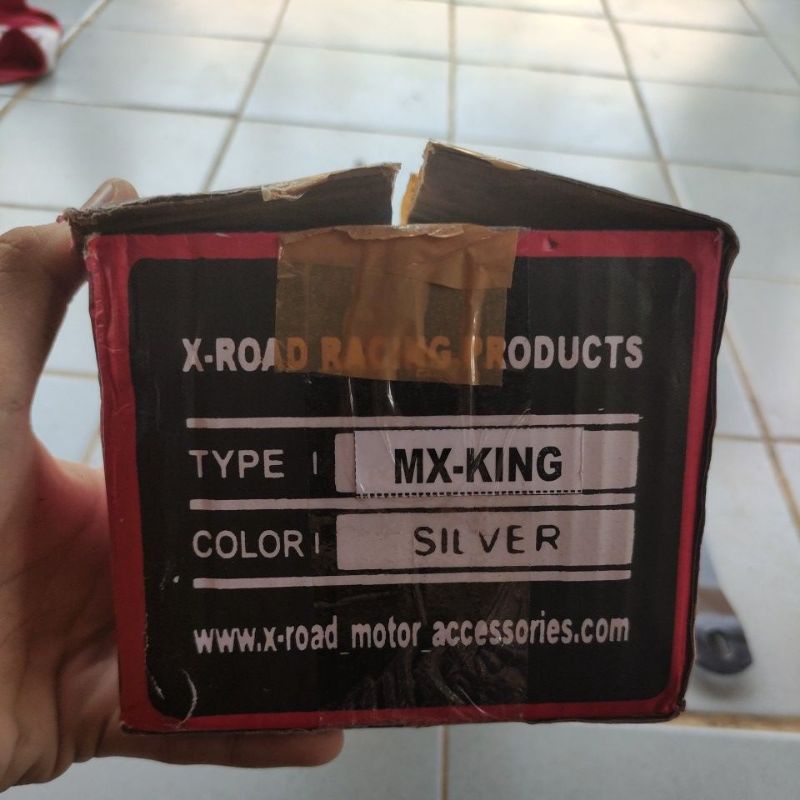 X-ROAD RACING PRODUCTS
TYPE | MX-KING
COLOR | SILVER
www.x-road_motor_accessories.com